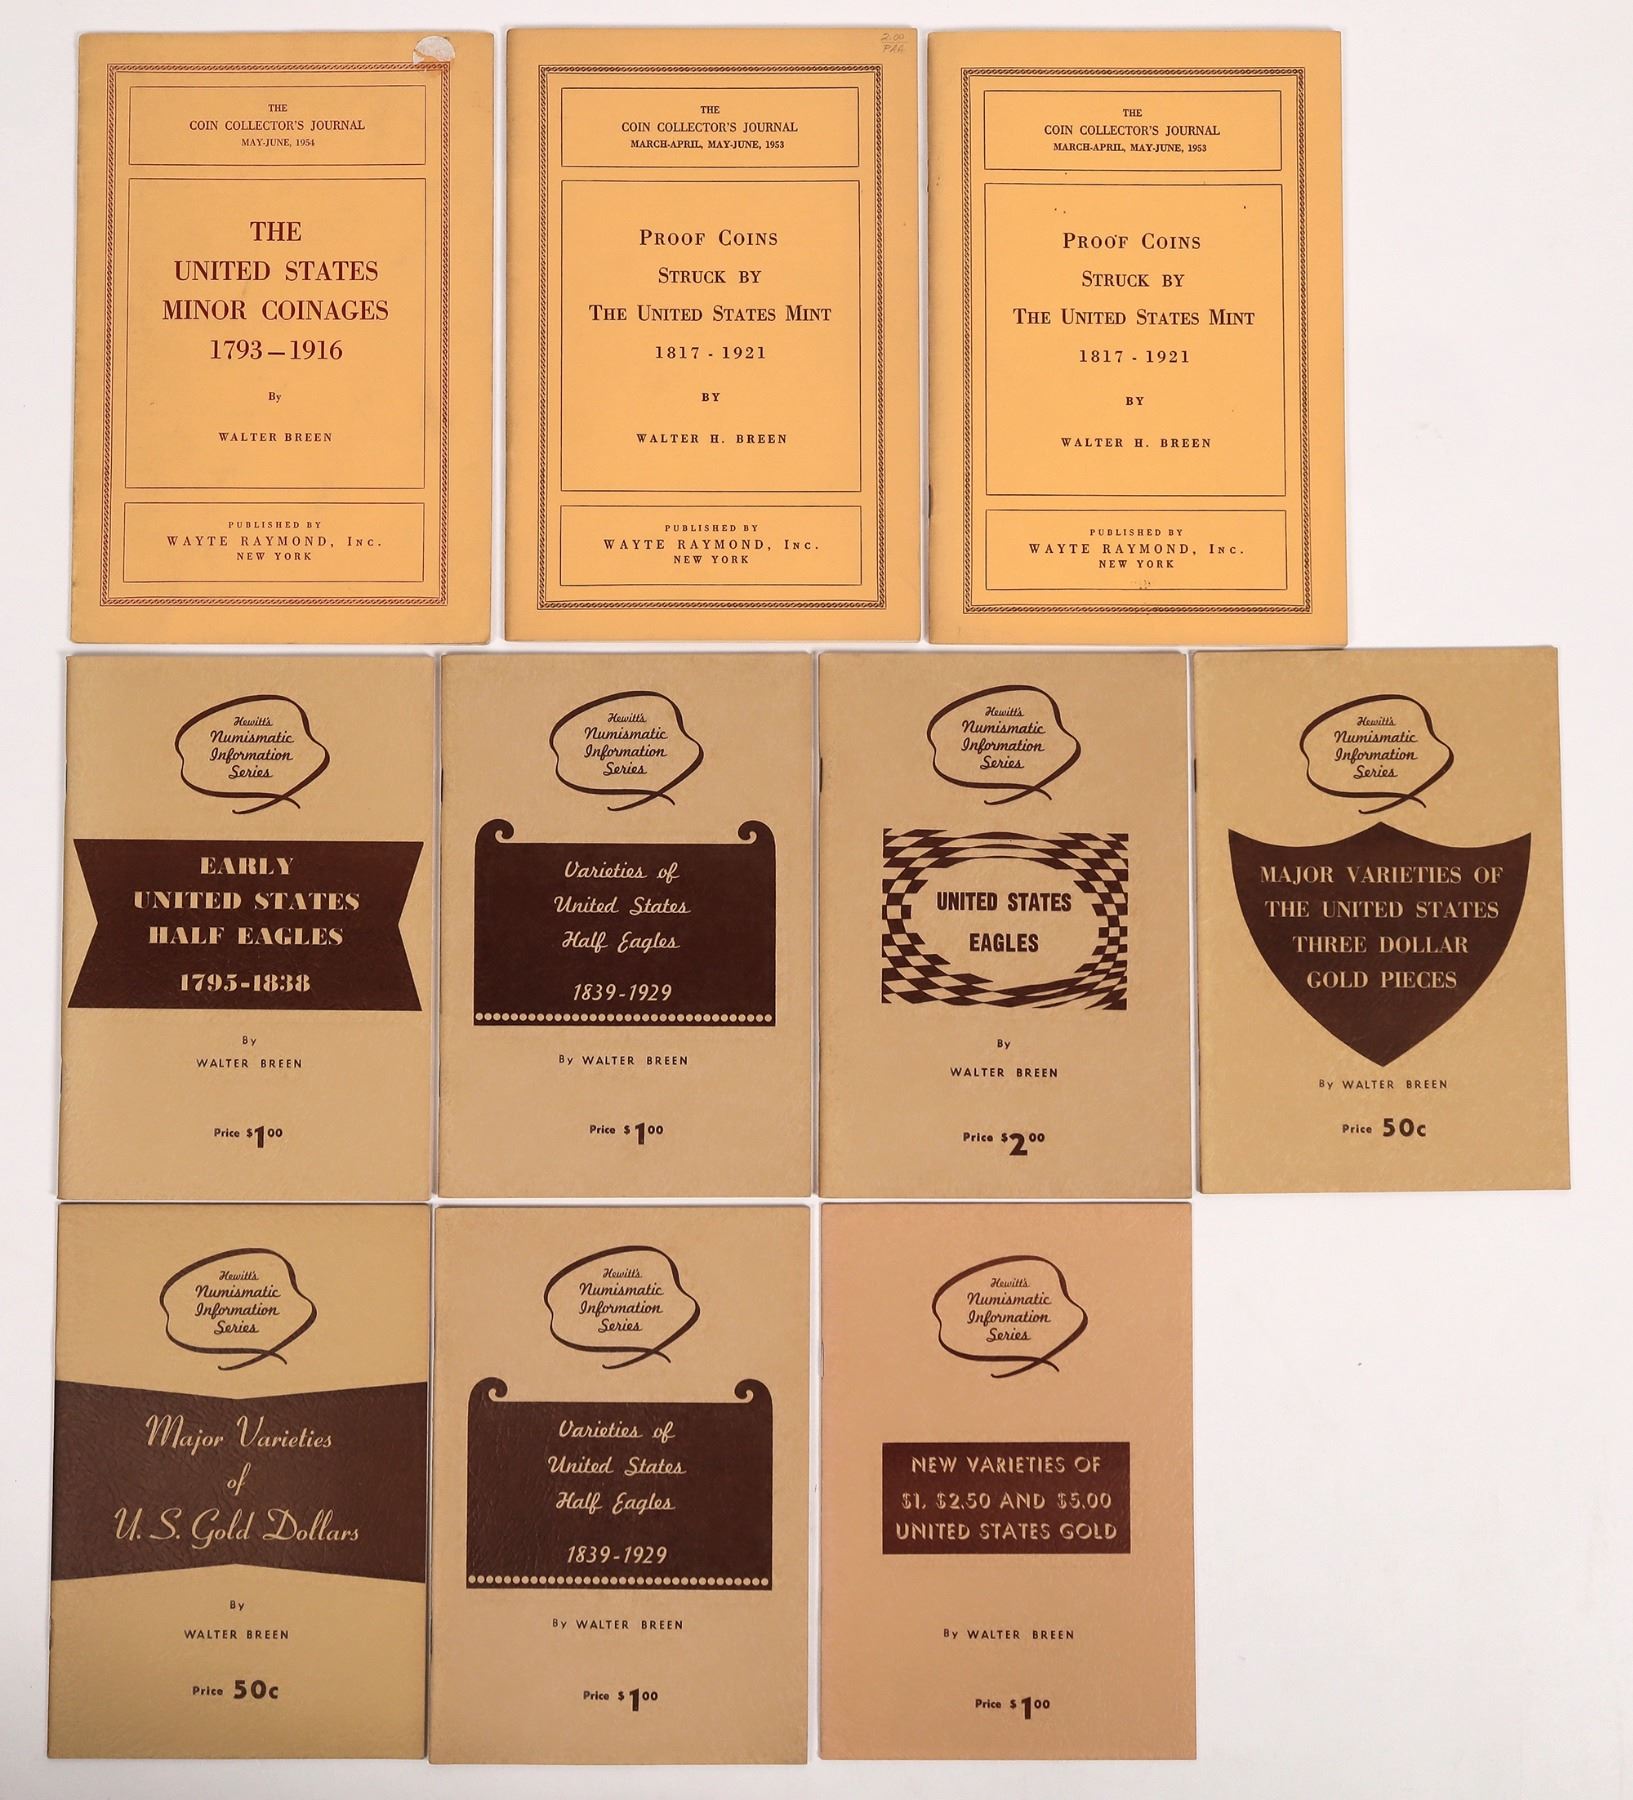 THE
COIN COLLECTOR'S JOURNAL
MAY-JUNE, 1954
THE
UNITED STATES
MINOR COINAGES
1793–1916
By
WALTER BREEN
PUBLISHED BY
WAYTE RAYMOND, INC.
NEW YORK
2.00
PAA
THE
COIN COLLECTOR'S JOURNAL
MARCH-APRIL, MAY-JUNE, 1953
PROOF COINS
STRUCK BY
THE UNITED STATES MINT
1817 - 1921
BY
WALTER H. BREEN
PUBLISHED BY
WAYTE RAYMOND, INC.
NEW YORK
THE
COIN COLLECTOR'S JOURNAL
MARCH-APRIL, MAY-JUNE, 1953
PROOF COINS
STRUCK BY
THE UNITED STATES MINT
1817 - 1921
BY
WALTER H. BREEN
PUBLISHED BY
WAYTE RAYMOND, INC.
NEW YORK
Hewitt's
Numismatic
Information
Series
EARLY
UNITED STATES
HALF EAGLES
1795-1838
By
WALTER BREEN
Price $1.00
Hewitt's
Numismatic
Information
Series
Varieties of
United States
Half Eagles
1839-1929
By WALTER BREEN
Price $1.00
Hewitt's
Numismatic
Information
Series
UNITED STATES
EAGLES
By
WALTER BREEN
Price $2.00
Hewitt's
Numismatic
Information
Series
MAJOR VARIETIES OF
THE UNITED STATES
THREE DOLLAR
GOLD PIECES
By WALTER BREEN
Price 50c
Hewitt's
Numismatic
Information
Series
Major Varieties
of
U. S. Gold Dollars
By
WALTER BREEN
Price 50c
Hewitt's
Numismatic
Information
Series
Varieties of
United States
Half Eagles
1839-1929
By WALTER BREEN
Price $1.00
Hewitt's
Numismatic
Information
Series
NEW VARIETIES OF
$1, $2.50 AND $5.00
UNITED STATES GOLD
By WALTER BREEN
Price $1.00